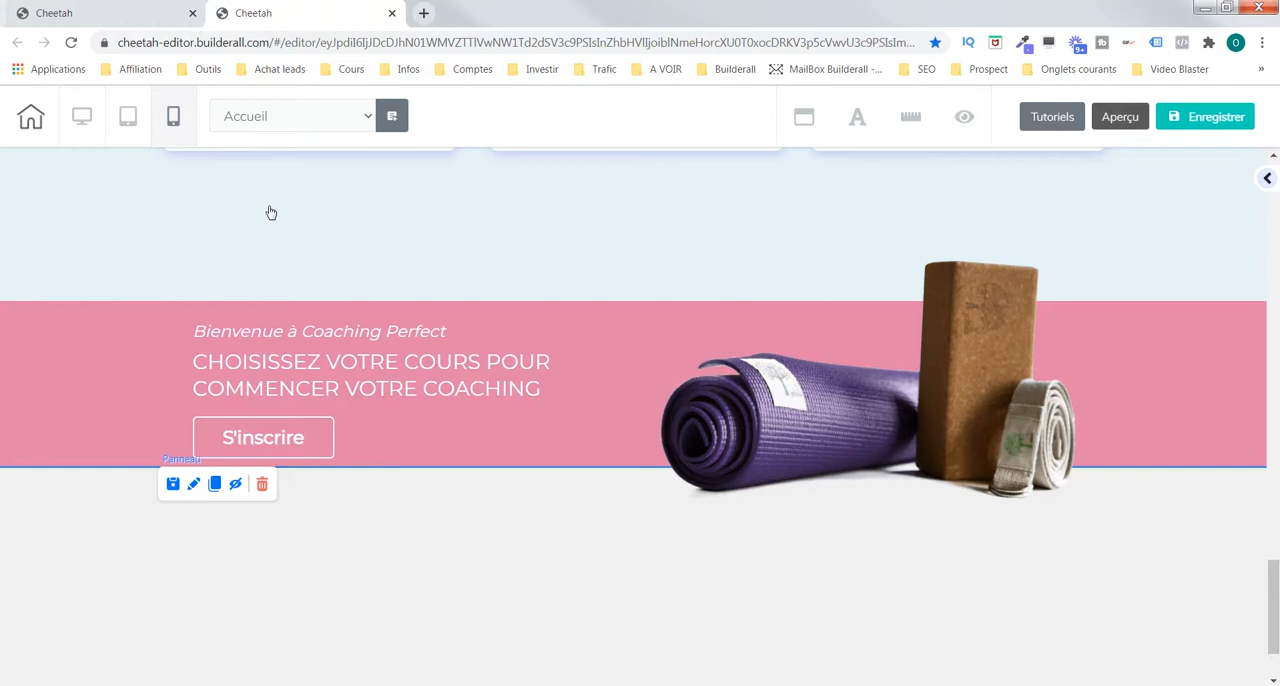 Cheetah
Cheetah
cheetah-editor.builderall.com/#/editor/eyJpdiI6IjJDZDJhN01WMVZTTlVwNW1Td2dSV3c9PSIsInZhbHVlIjoiblNmeHorcXU0T0xocDRKV3p5cVwvU3c9PSIsIm...
Applications Affiliation Outils Achat leads Cours Infos Comptes Investir Trafic A VOIR Builderall MailBox Builderall -... SEO Prospect Onglets courants Video Blaster »
Accueil Tutoriels Aperçu Enregistrer
Bienvenue à Coaching Perfect
CHOISISSEZ VOTRE COURS POUR
COMMENCER VOTRE COACHING
S'inscrire
Panneau